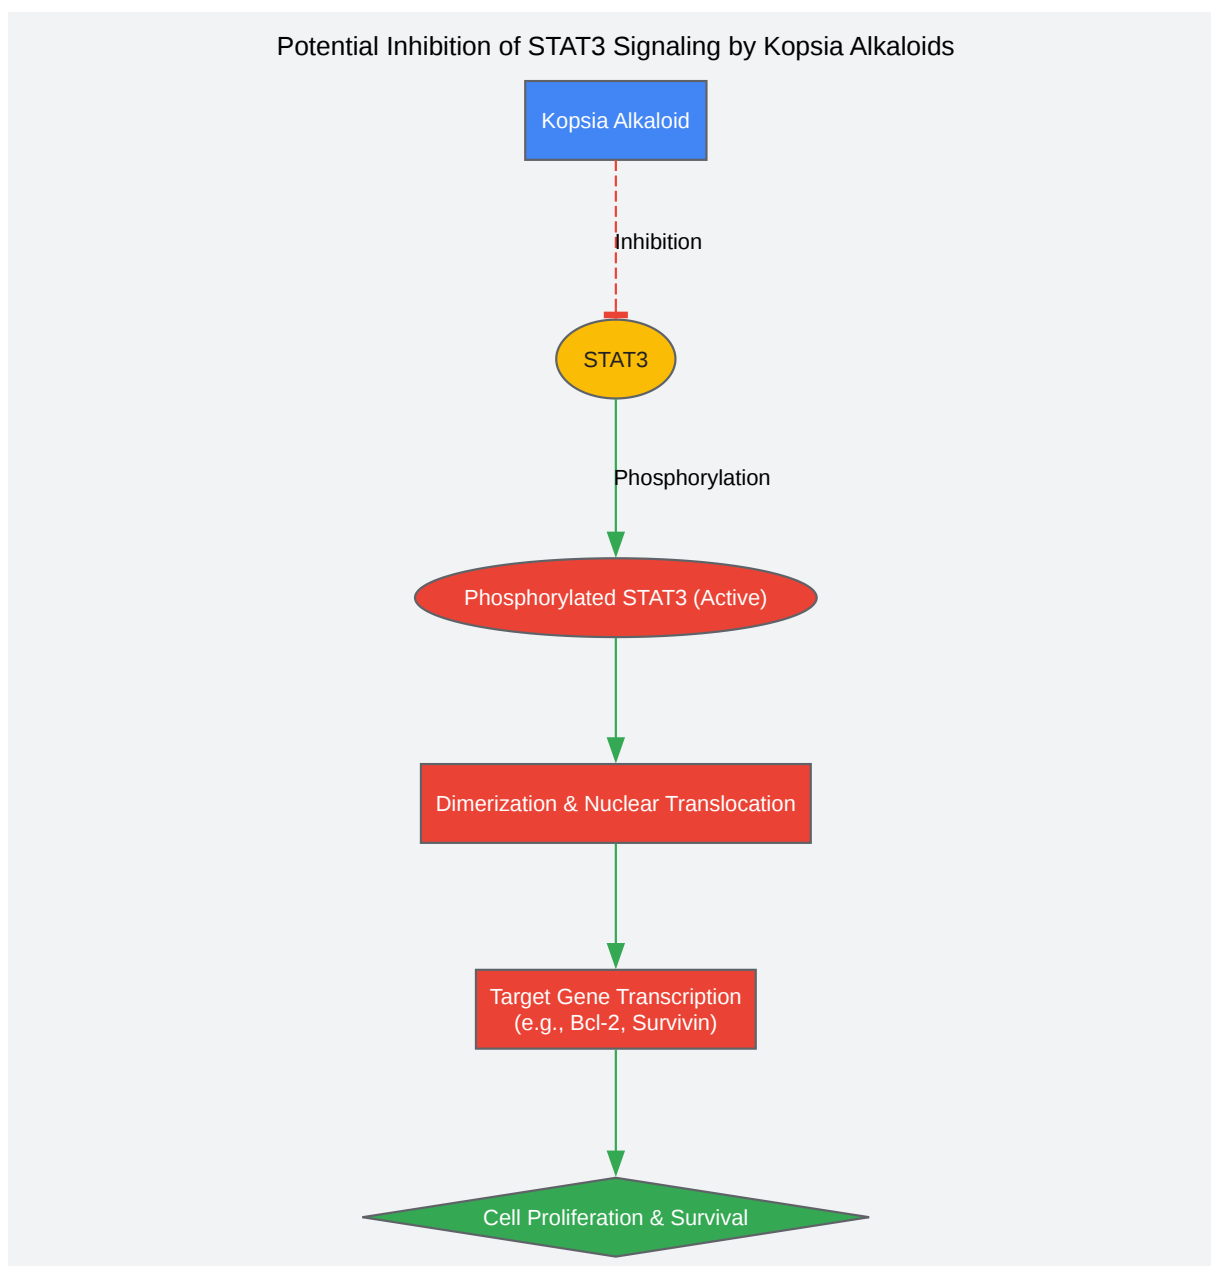 Potential Inhibition of STAT3 Signaling by Kopsia Alkaloids
Kopsia Alkaloid
Inhibition
STAT3
Phosphorylation
Phosphorylated STAT3 (Active)
Dimerization & Nuclear Translocation
Target Gene Transcription
(e.g., Bcl-2, Survivin)
Cell Proliferation & Survival